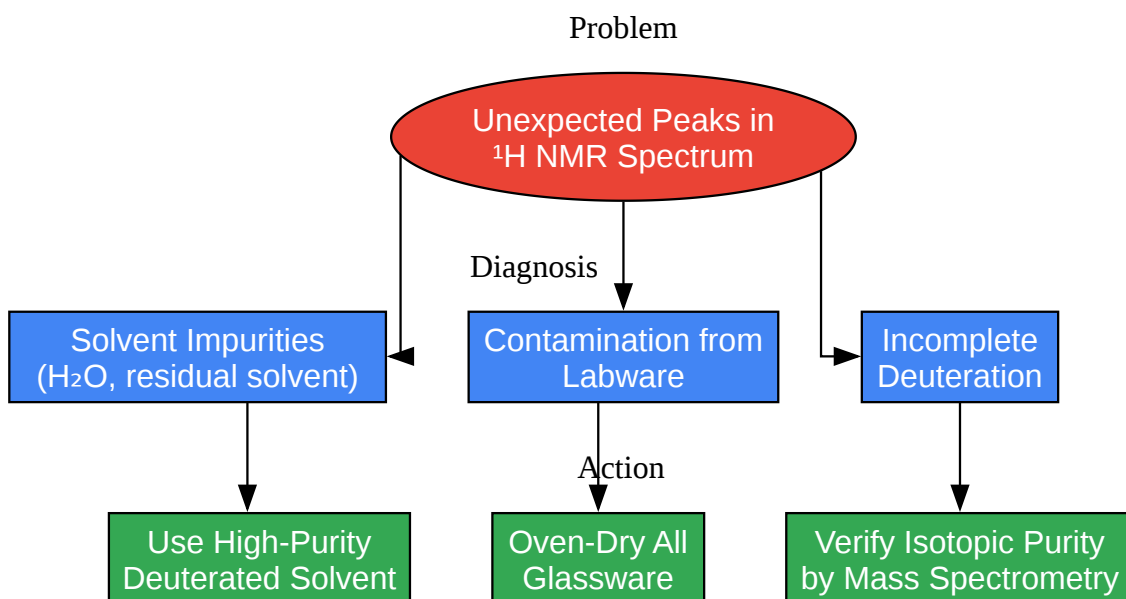 Problem
Unexpected Peaks in
¹H NMR Spectrum
Diagnosis
Solvent Impurities
(H₂O, residual solvent)
Contamination from
Labware
Incomplete
Deuteration
Action
Use High-Purity
Deuterated Solvent
Oven-Dry All
Glassware
Verify Isotopic Purity
by Mass Spectrometry